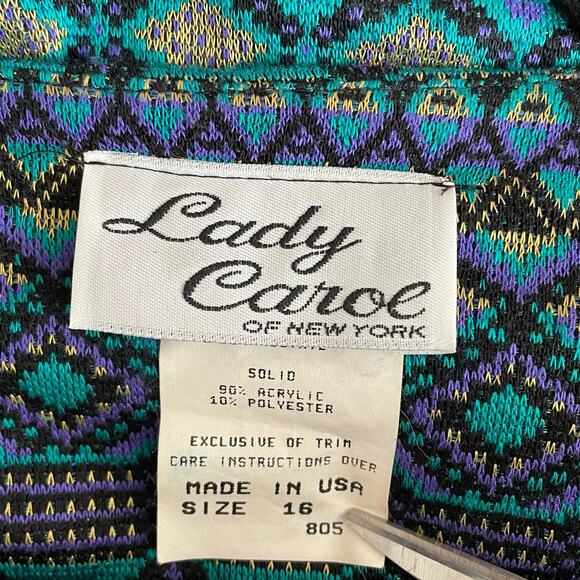 Lady
Carol
OF NEW YORK
SOLID
90% ACRYLIC
10% POLYESTER
EXCLUSIVE OF TRIM
CARE INSTRUCTIONS OVER
MADE IN USA
SIZE 16
805